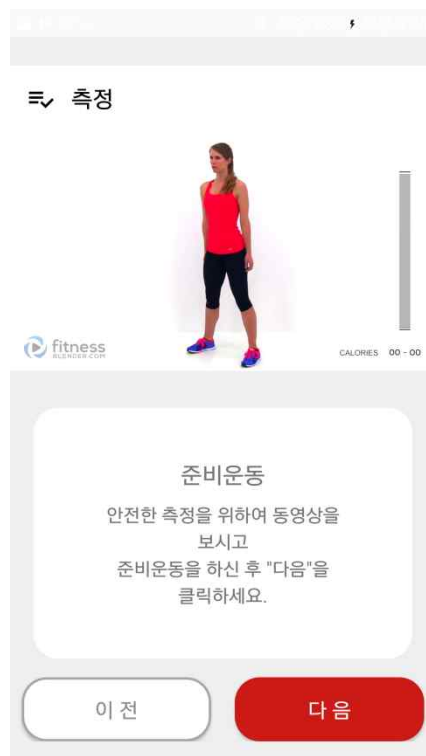 측정
fitness
BLENDER.COM
CALORIES 00 - 00
준비운동
안전한 측정을 위하여 동영상을
보시고
준비운동을 하신 후 "다음"을
클릭하세요.
이 전
다 음